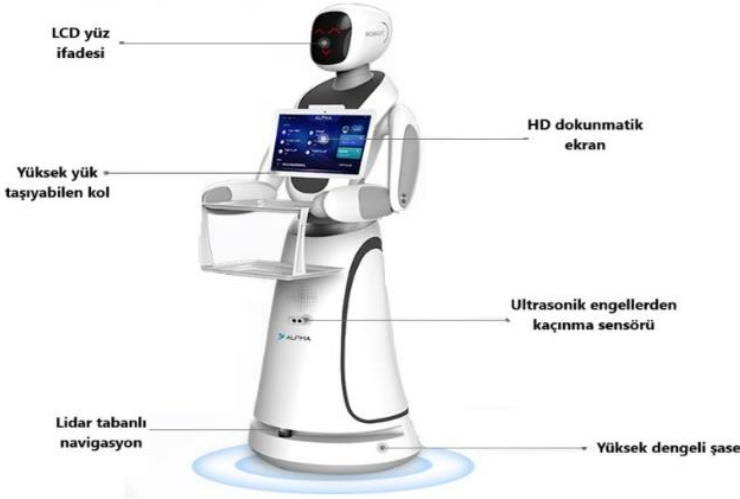 LCD yüz
ifadesi
ALPHA
HD dokunmatik
ekran
Yüksek yük
taşıyabilen kol
Ultrasonik engellerden
kaçınma sensörü
ALPHA
Lidar tabanlı
navigasyon
Yüksek dengeli şase